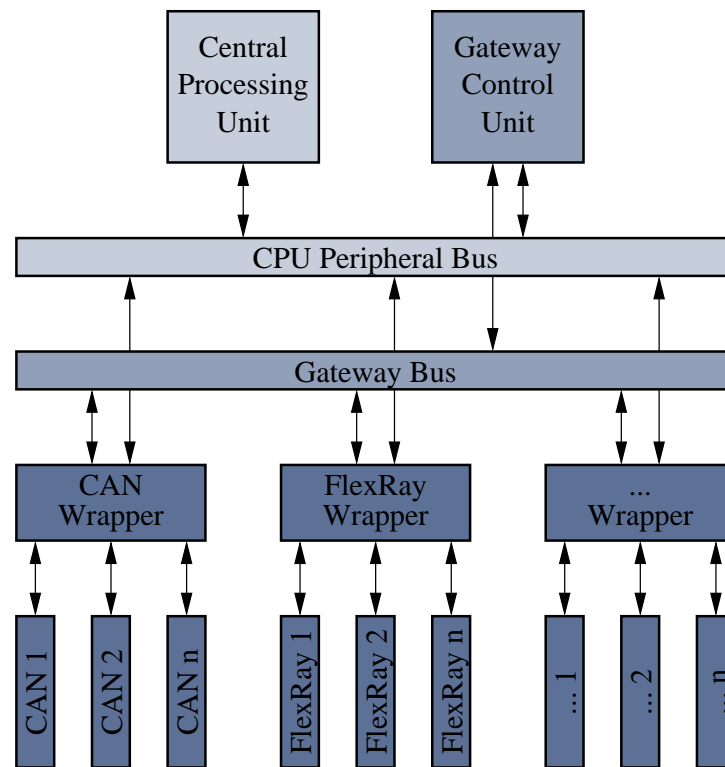 Central
Processing
Unit
Gateway
Control
Unit
CPU Peripheral Bus
Gateway Bus
CAN
Wrapper
FlexRay
Wrapper
...
Wrapper
CAN 1
CAN 2
CAN n
FlexRay 1
FlexRay 2
FlexRay n
... 1
... 2
... n